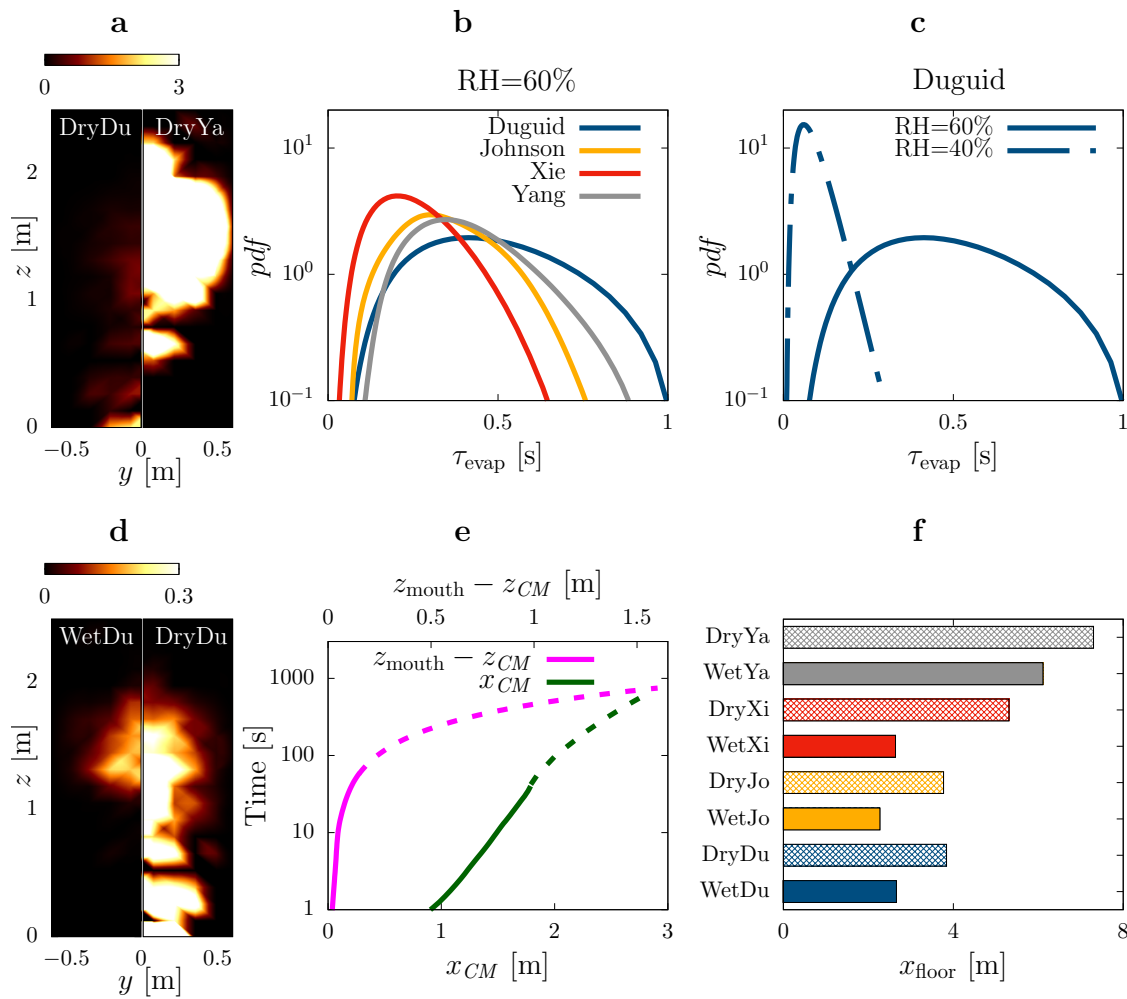 a
0 3
DryDu DryYa
2
1
0
z [m]
−0.5 0 0.5
y [m]
b
RH=60%
Duguid
Johnson
Xie
Yang
10^1
10^0
10^−1
pdf
0 0.5 1
τ_evap [s]
c
Duguid
RH=60%
RH=40%
10^1
10^0
10^−1
pdf
0 0.5 1
τ_evap [s]
d
0 0.3
WetDu DryDu
2
1
0
z [m]
−0.5 0 0.5
y [m]
e
z_mouth − z_CM [m]
0 0.5 1 1.5
z_mouth − z_CM
x_CM
1000
100
10
1
Time [s]
0 1 2 3
x_CM [m]
f
DryYa
WetYa
DryXi
WetXi
DryJo
WetJo
DryDu
WetDu
0 4 8
x_floor [m]